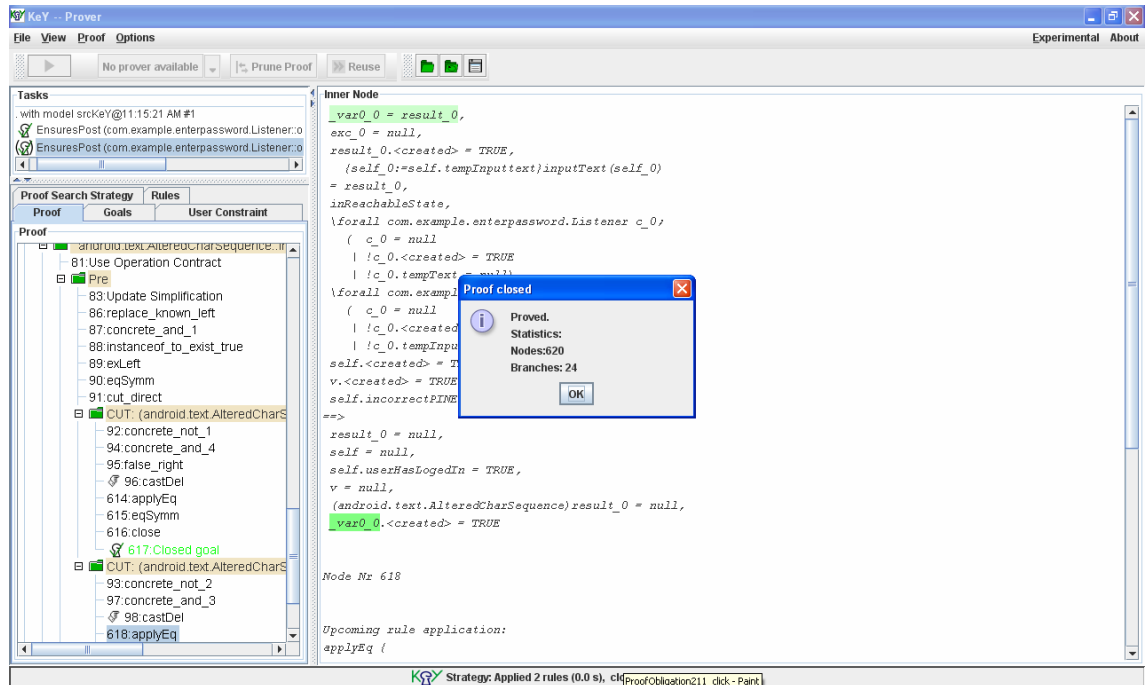 KeY -- Prover
File View Proof Options Experimental About
No prover available Prune Proof Reuse
Tasks
. with model srcKeY@11:15:21 AM #1
EnsuresPost (com.example.enterpassword.Listener::o
EnsuresPost (com.example.enterpassword.Listener::o
Proof Search Strategy Rules
Proof Goals User Constraint
Proof
android.text.AlteredCharSequence::in
81:Use Operation Contract
Pre
83:Update Simplification
86:replace_known_left
87:concrete_and_1
88:instanceof_to_exist_true
89:exLeft
90:eqSymm
91:cut_direct
CUT: (android.text.AlteredCharS
92:concrete_not_1
94:concrete_and_4
95:false_right
96:castDel
614:applyEq
615:eqSymm
616:close
617:Closed goal
CUT: (android.text.AlteredCharS
93:concrete_not_2
97:concrete_and_3
98:castDel
618:applyEq
Inner Node
_var0_0 = result_0,
exc_0 = null,
result_0.<created> = TRUE,
{self_0:=self.tempInputtext}inputText(self_0)
= result_0,
inReachableState,
\forall com.example.enterpassword.Listener c_0;
( c_0 = null
| !c_0.<created> = TRUE
| !c_0.tempText = null)
\forall com.exampl
( c_0 = null
| !c_0.<created
| !c_0.tempInpu
self.<created> = T
v.<created> = TRUE
self.incorrectPINE
==>
result_0 = null,
self = null,
self.userHasLogedIn = TRUE,
v = null,
(android.text.AlteredCharSequence)result_0 = null,
_var0_0.<created> = TRUE
Node Nr 618
Upcoming rule application:
applyEq {
Proof closed
Proved.
Statistics:
Nodes:620
Branches: 24
OK
KeY Strategy: Applied 2 rules (0.0 s), clo
ProofObligation211_click - Paint